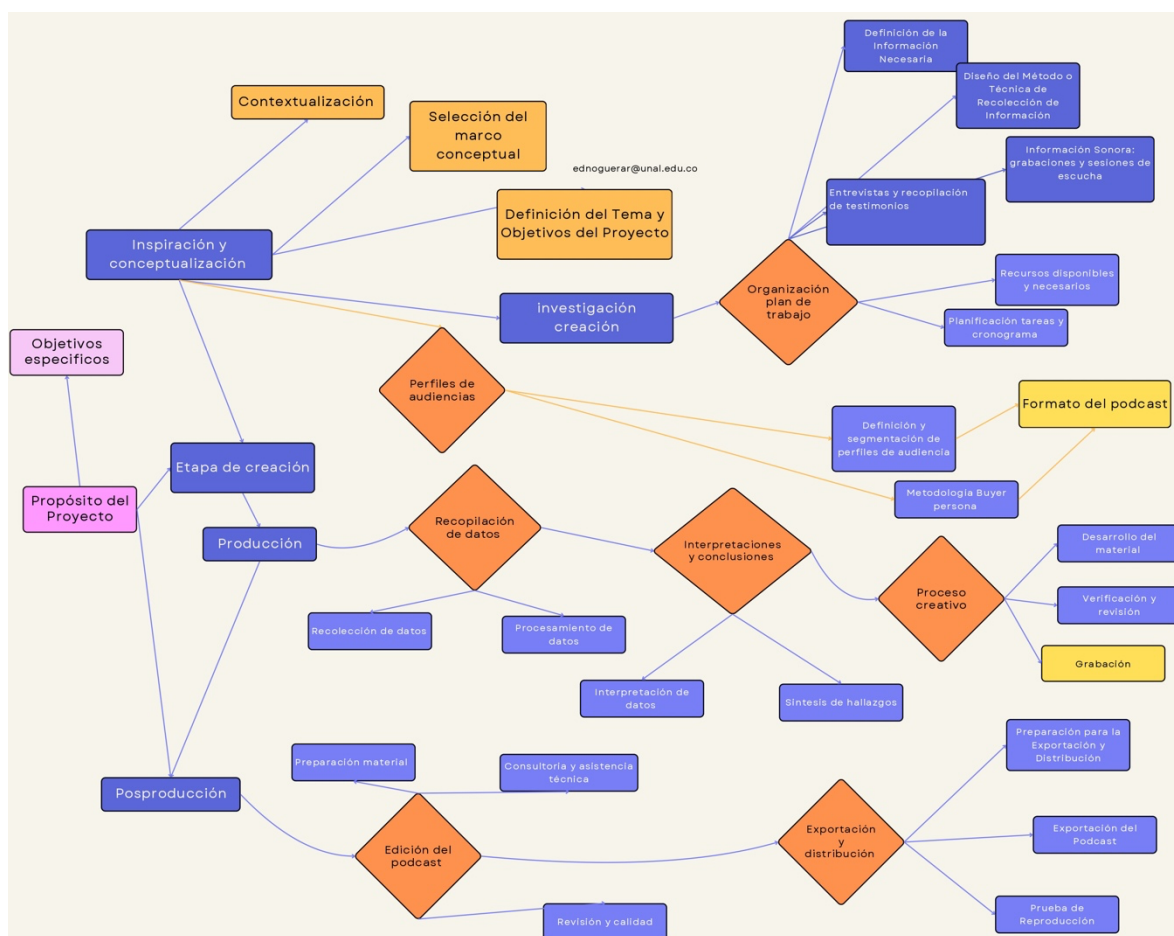 Definición de la
Información
Necesaria
Diseño del Método o
Técnica de
Recolección de
Información
Contextualización
Selección del
marco
conceptual
Información Sonora:
grabaciones y sesiones de
escucha
ednoguerar@unal.edu.co
Entrevistas y recopilación
de testimonios
Definición del Tema y
Objetivos del Proyecto
Inspiración y
conceptualización
Organización
plan de
trabajo
Recursos disponibles
y necesarios
investigación
creación
Planificación tareas y
cronograma
Objetivos
especificos
Perfiles de
audiencias
Formato del podcast
Definición y
segmentación de
perfiles de audiencia
Etapa de creación
Metodología Buyer
persona
Propósito del
Proyecto
Producción
Recopilación
de datos
Interpretaciones
y conclusiones
Desarrollo del
material
Proceso
creativo
Verificación y
revisión
Recolección de datos
Procesamiento de
datos
Grabación
Interpretación de
datos
Síntesis de hallazgos
Preparación material
Consultoría y asistencia
técnica
Preparación para la
Exportación y
Distribución
Posproducción
Edición del
podcast
Exportación
y
distribución
Exportación del
Podcast
Revisión y calidad
Prueba de
Reproducción